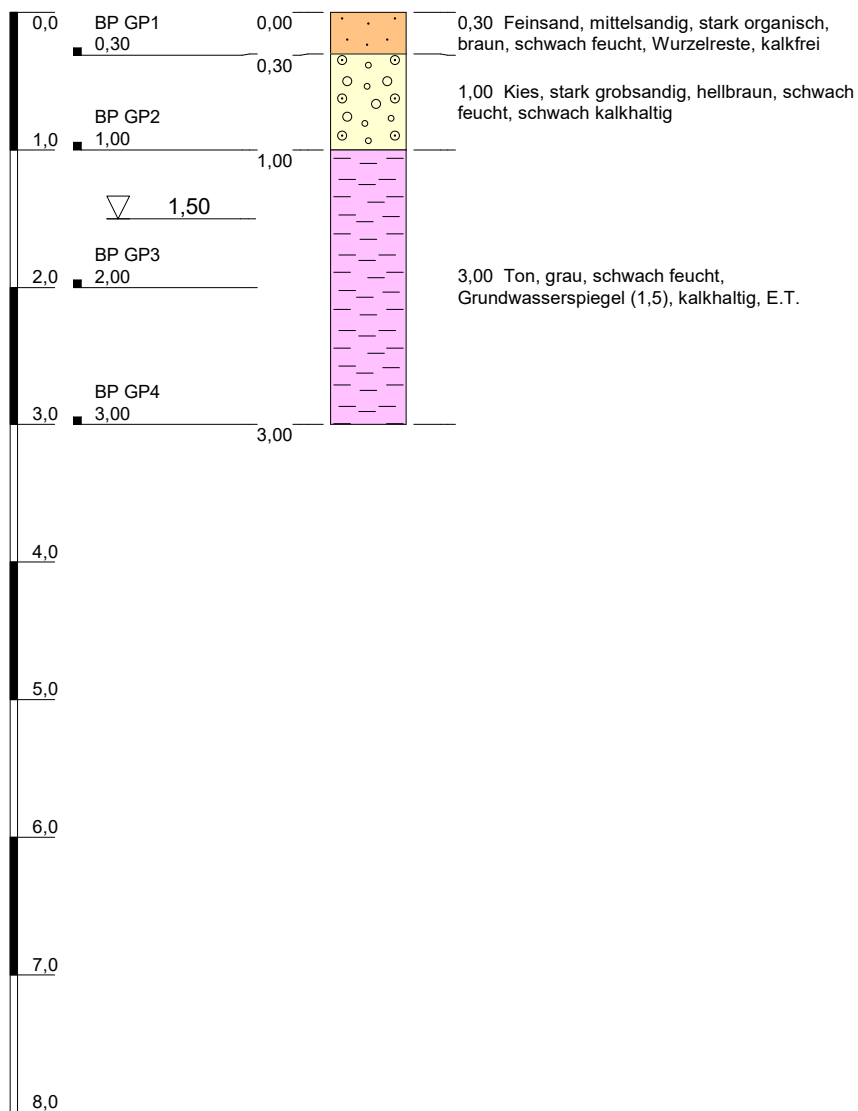 0,0
BP GP1
0,30
0,00
0,30
0,30 Feinsand, mittelsandig, stark organisch,
braun, schwach feucht, Wurzelreste, kalkfrei
1,00 Kies, stark grobsandig, hellbraun, schwach
feucht, schwach kalkhaltig
BP GP2
1,0
1,00
1,00
1,50
BP GP3
2,0
2,00
3,00 Ton, grau, schwach feucht,
Grundwasserspiegel (1,5), kalkhaltig, E.T.
BP GP4
3,0
3,00
3,00
4,0
5,0
6,0
7,0
8,0